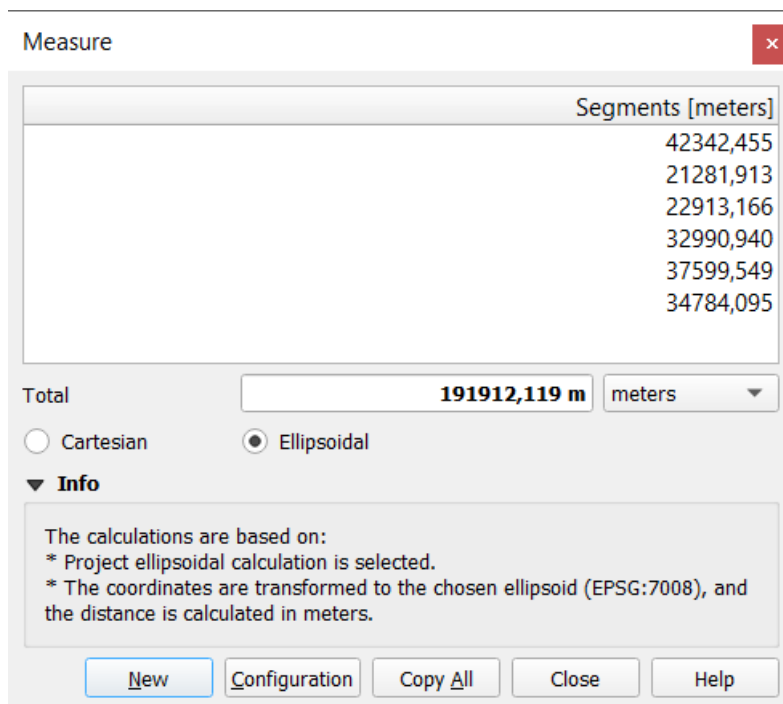 Measure
Segments [meters]
42342,455
21281,913
22913,166
32990,940
37599,549
34784,095
Total 191912,119 m meters
Cartesian Ellipsoidal
Info
The calculations are based on:
* Project ellipsoidal calculation is selected.
* The coordinates are transformed to the chosen ellipsoid (EPSG:7008), and
the distance is calculated in meters.
New Configuration Copy All Close Help